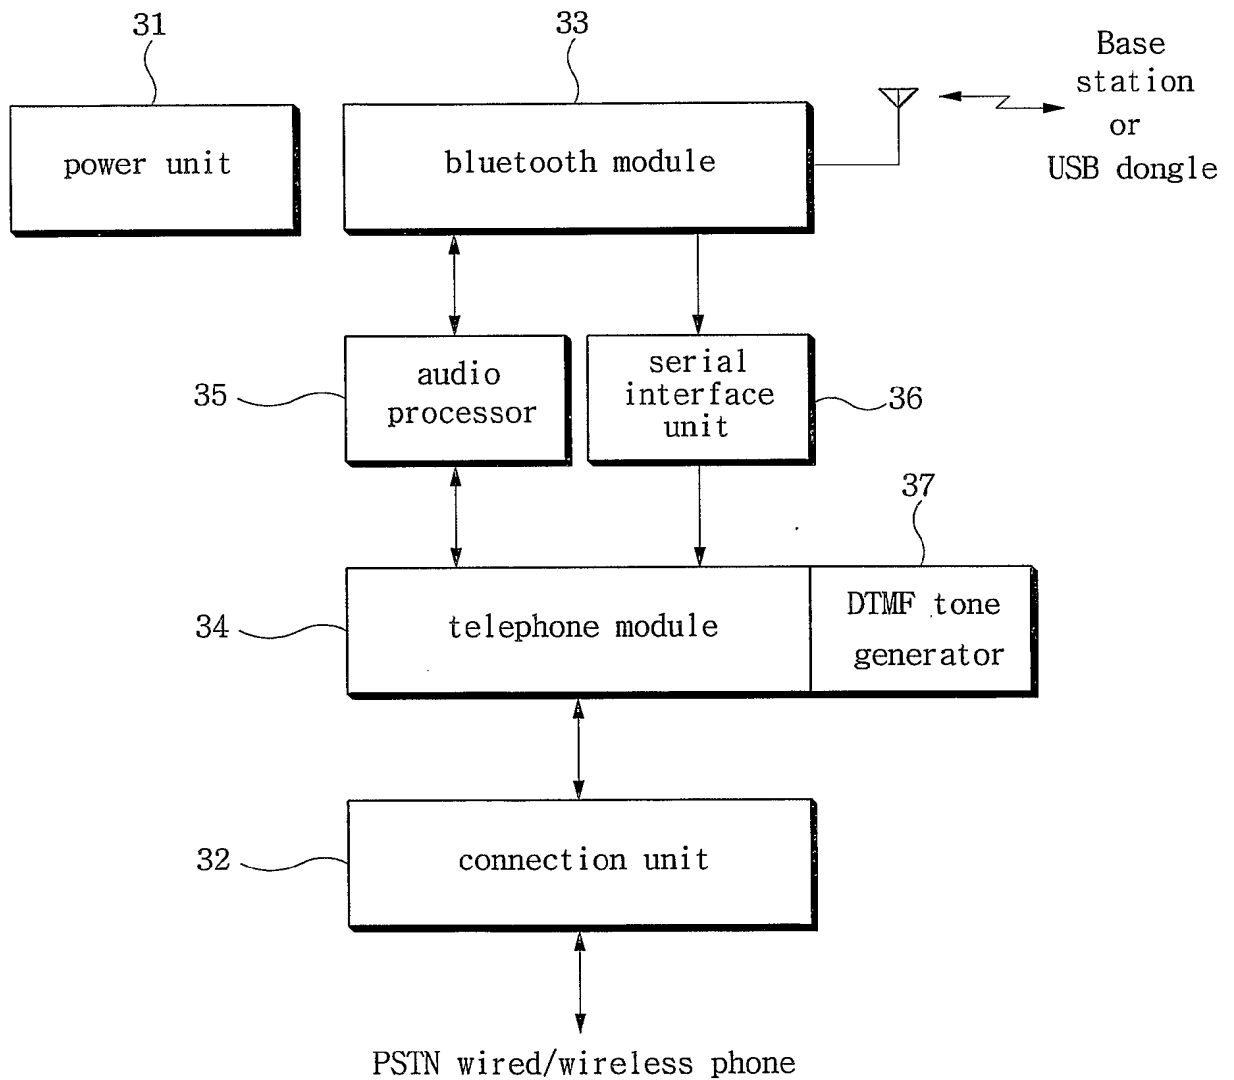 31
33
Base
station
or
USB dongle
power unit
bluetooth module
35
audio
processor
serial
interface
unit
36
37
34
telephone module
DTMF tone
generator
32
connection unit
PSTN wired/wireless phone